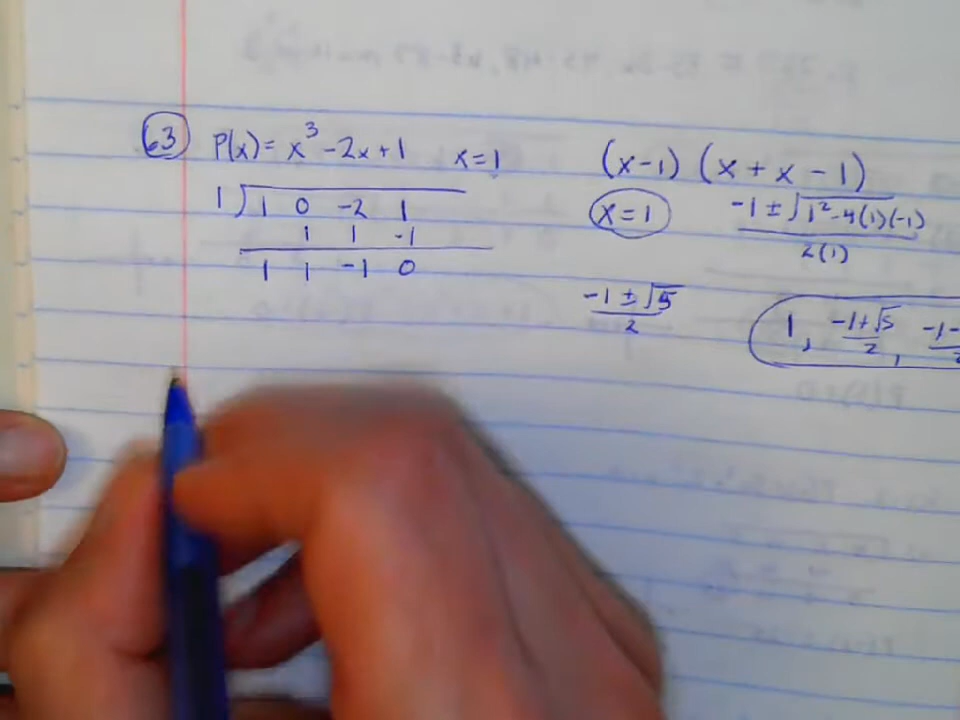 63 P(x) = x³ - 2x + 1 x = 1
1 ) 1 0 -2 1
1 1 -1
1 1 -1 0
(x - 1) (x + x - 1)
x = 1
-1 ± √1² - 4(1)(-1)
2(1)
-1 ± √5
2
1, -1+√5/2, -1-